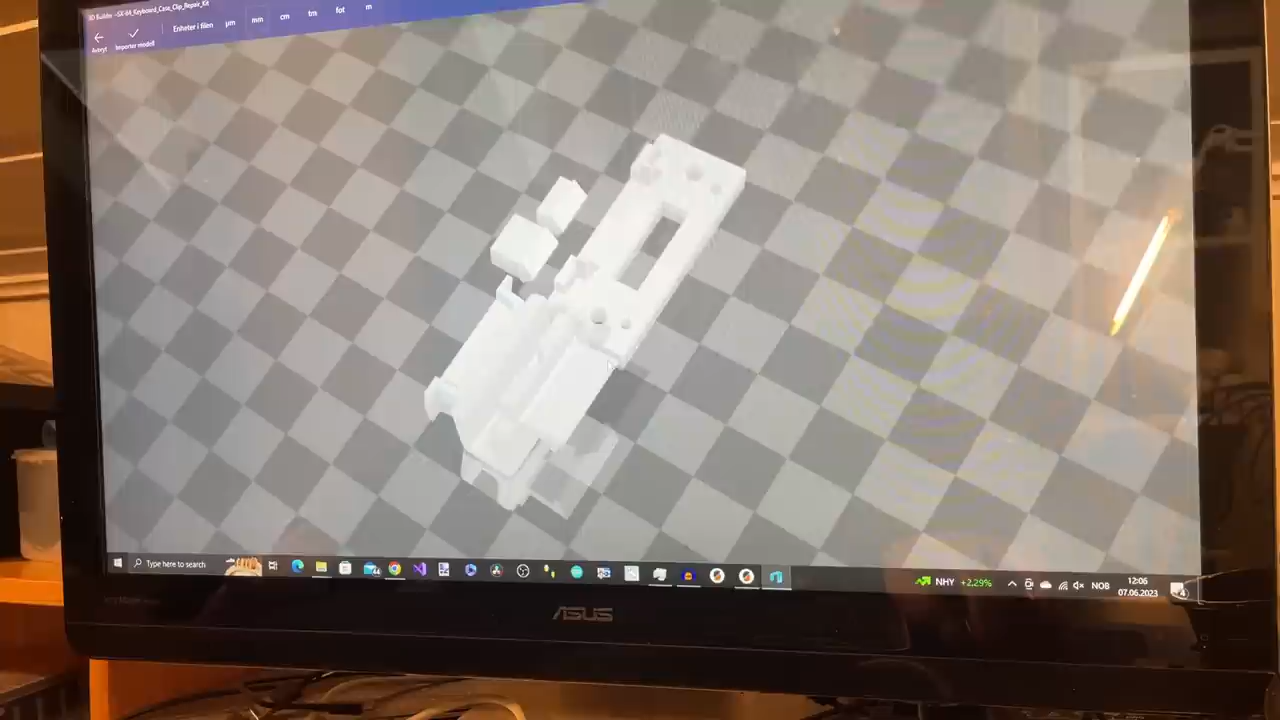 3D Builder - SX-64_Keyboard_Case_Clip_Repair_Kit
Avbryt
Importer modell
Enheter i filen
µm
mm
cm
tm
fot
m
Type here to search
NHY +2,29%
NOB
12:06
07.06.2023
ASUS